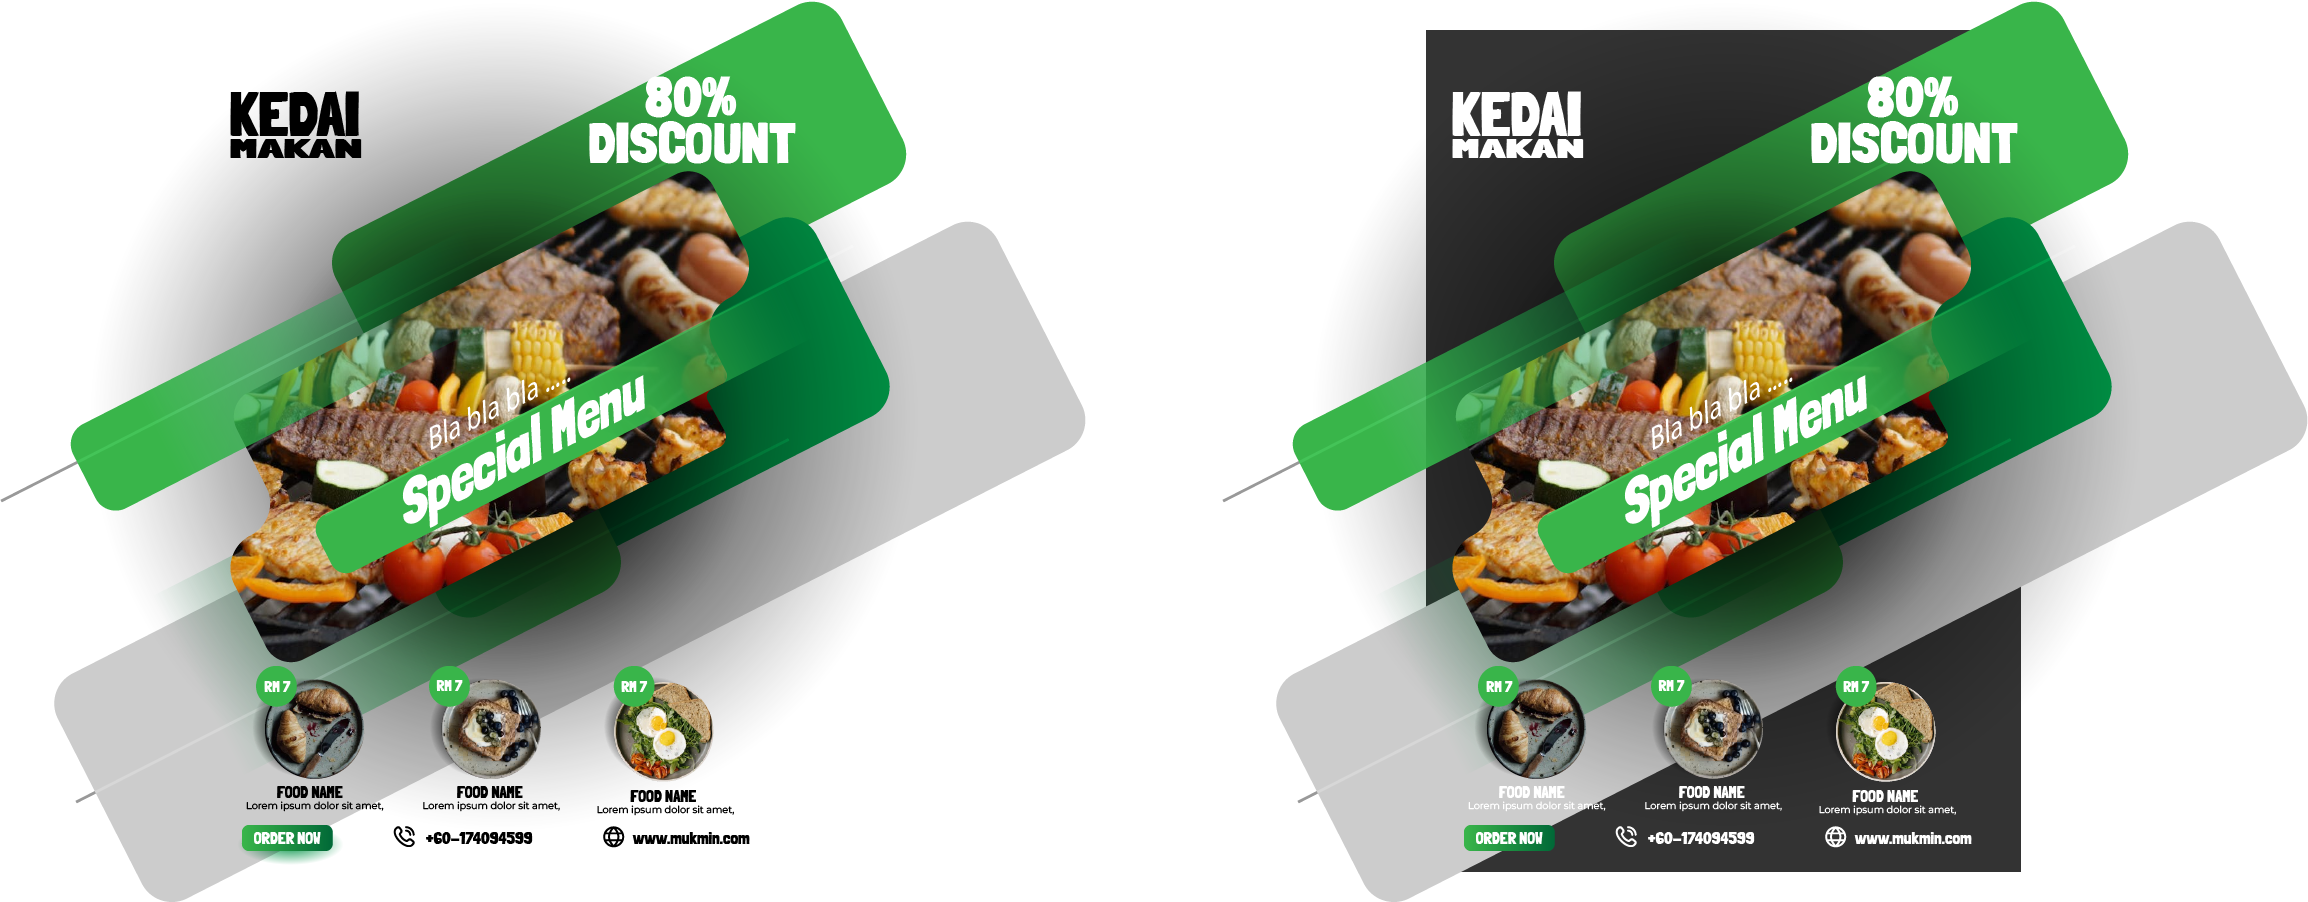 KEDAI
MAKAN
80%
DISCOUNT
Bla bla bla .....
Special Menu
RM 7
RM 7
RM 7
FOOD NAME
Lorem ipsum dolor sit amet,
FOOD NAME
Lorem ipsum dolor sit amet,
FOOD NAME
Lorem ipsum dolor sit amet,
ORDER NOW
+60-174094599
www.mukmin.com
KEDAI
MAKAN
80%
DISCOUNT
Bla bla bla .....
Special Menu
RM 7
RM 7
RM 7
FOOD NAME
Lorem ipsum dolor sit amet,
FOOD NAME
Lorem ipsum dolor sit amet,
FOOD NAME
Lorem ipsum dolor sit amet,
ORDER NOW
+60-174094599
www.mukmin.com